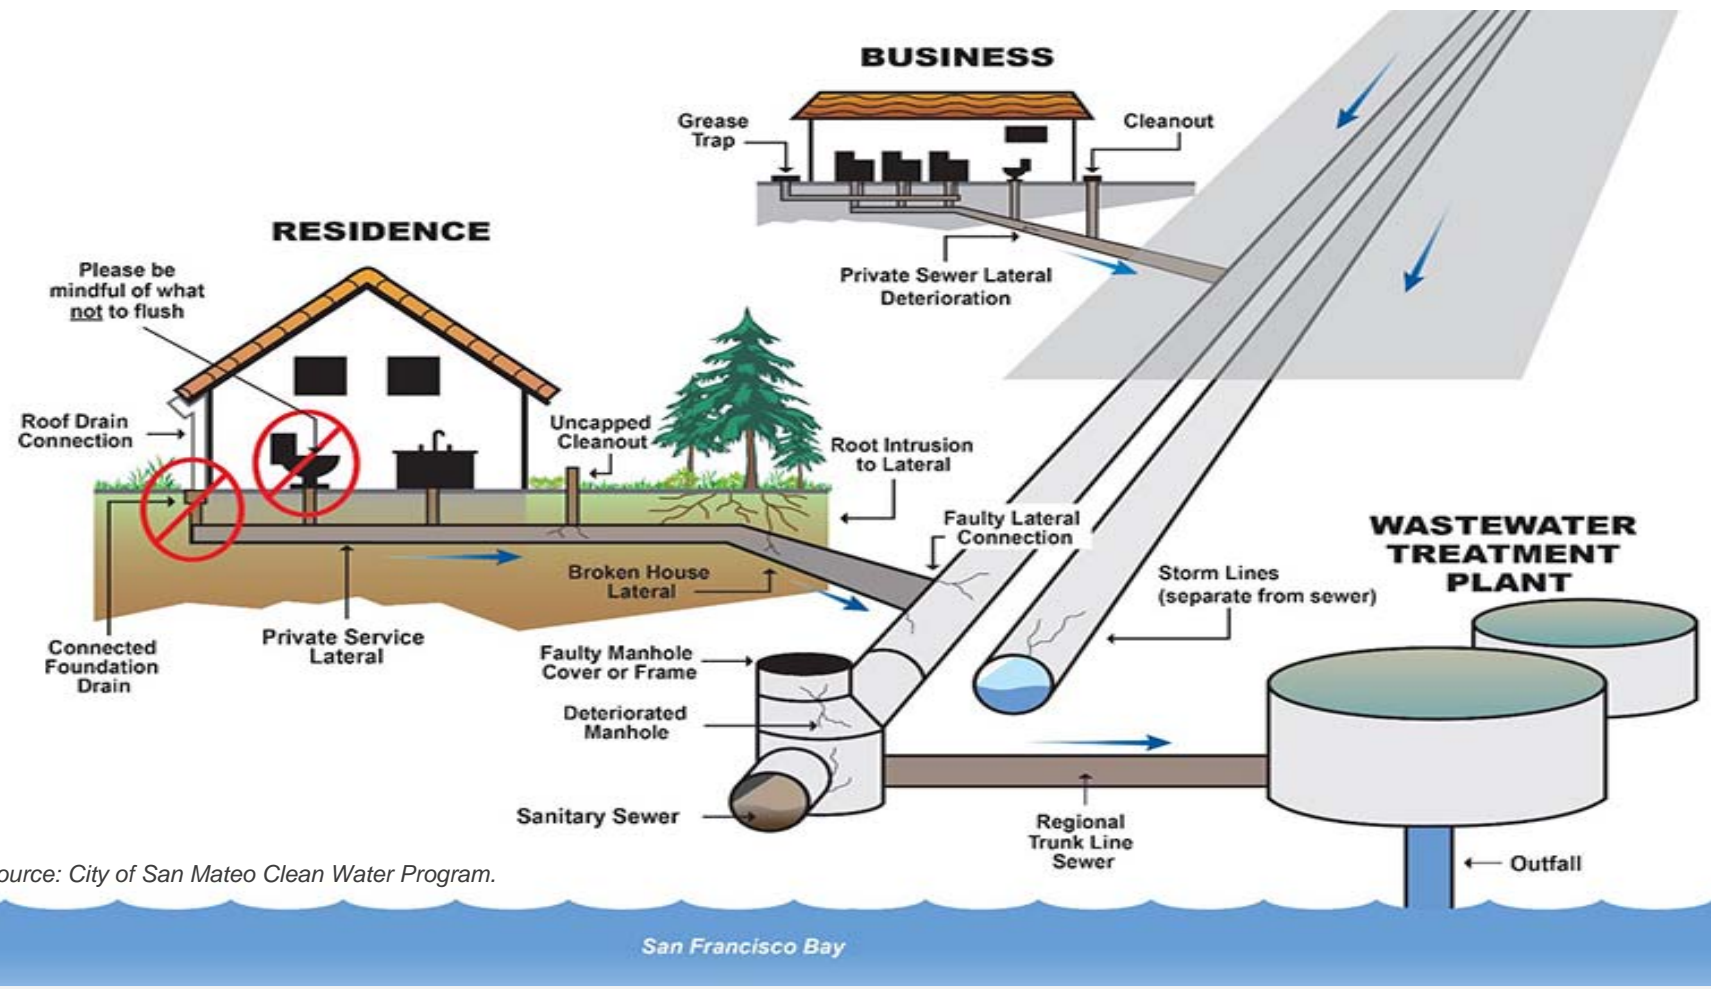 BUSINESS
Grease
Trap
Cleanout
Private Sewer Lateral
Deterioration
RESIDENCE
Please be
mindful of what
not to flush
Roof Drain
Connection
Uncapped
Cleanout
Root Intrusion
to Lateral
Faulty Lateral
Connection
Broken House
Lateral
Private Service
Lateral
Connected
Foundation
Drain
Faulty Manhole
Cover or Frame
Deteriorated
Manhole
Sanitary Sewer
Storm Lines
(separate from sewer)
WASTEWATER
TREATMENT
PLANT
Regional
Trunk Line
Sewer
Outfall
ource: City of San Mateo Clean Water Program.
San Francisco Bay